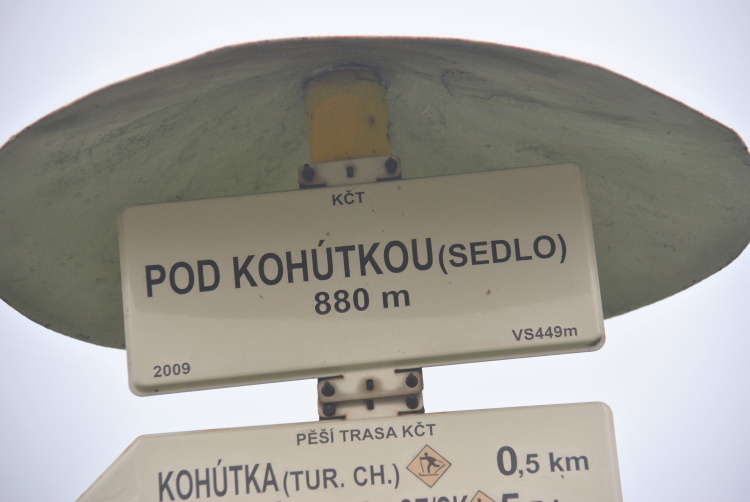 KČT
POD KOHÚTKOU (SEDLO)
880 m
2009 VS449m
PĚŠÍ TRASA KČT
KOHÚTKA (TUR. CH.) 0,5 km